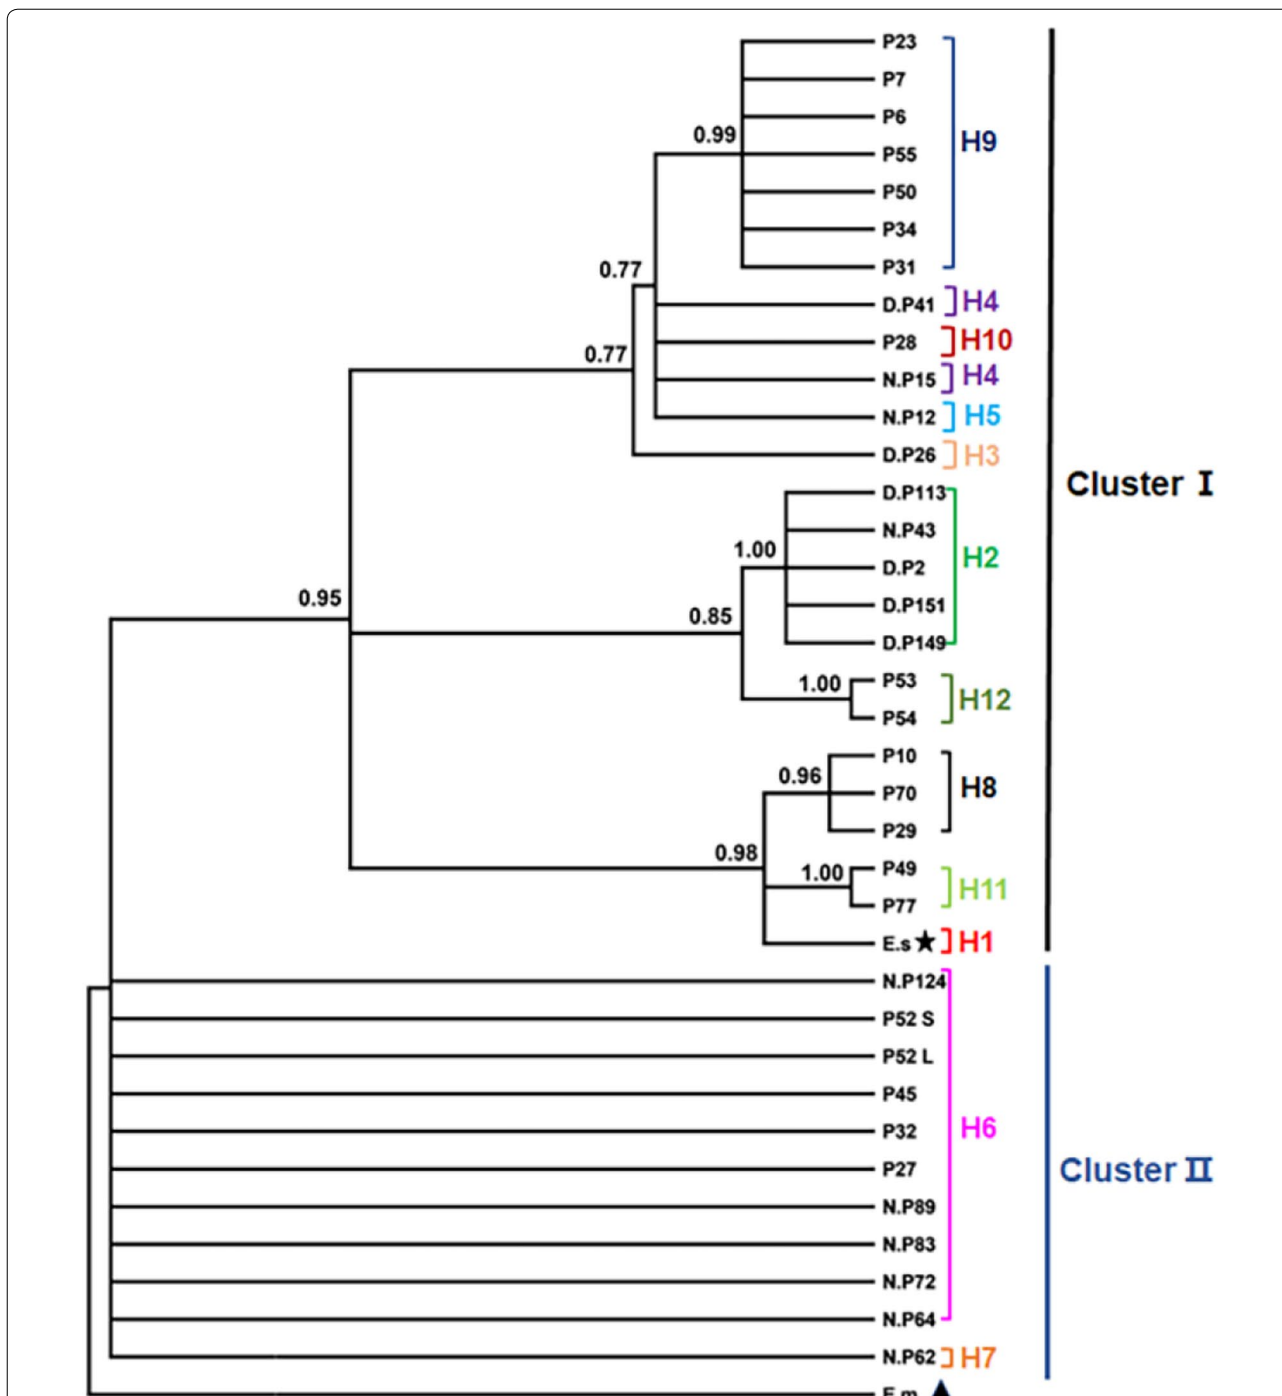 P23
P7
P6
0.99
H9
P55
P50
P34
P31
0.77
D.P41 H4
P28 H10
0.77
N.P15 H4
N.P12 H5
D.P26 H3
Cluster I
D.P113
N.P43
1.00
H2
D.P2
0.95
D.P151
0.85
D.P149
1.00
P53
H12
P54
P10
0.96
H8
P70
P29
0.98
1.00
P49
H11
P77
E.s★ H1
N.P124
P52 S
P52 L
P45
P32
H6
P27
Cluster II
N.P89
N.P83
N.P72
N.P64
N.P62 H7
E.m